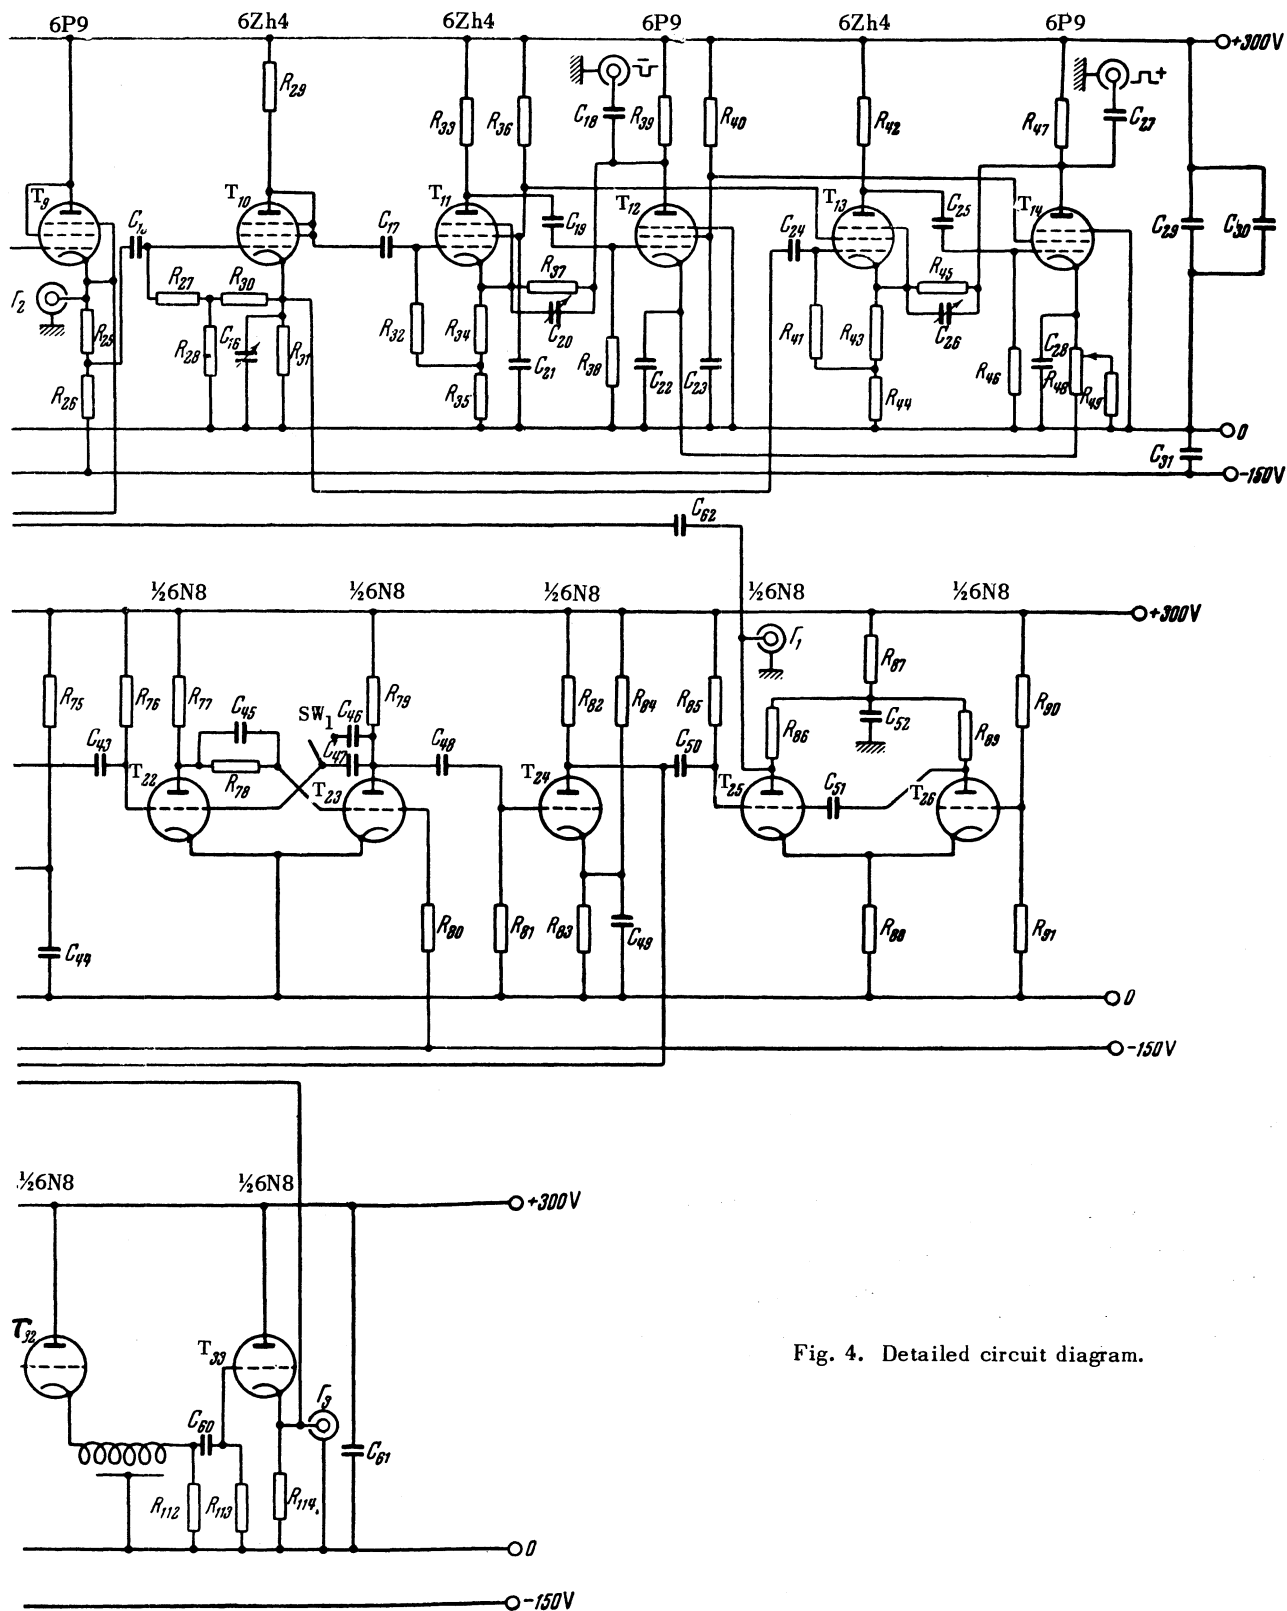 6P9 6Zh4 6Zh4 6P9 6Zh4 6P9
+300V
R29 C18 R33 R36 R39 R40 R42 R47 C27
T9 T10 T11 T12 T13 T14
C17 C19 C24 C25 C29 C30
Г2 R27 R30 R37 R45
R25 R28 C16 R31 R32 R34 C20 R41 R43 C26
R26 R35 C21 R38 C22 C23 R44 R46 C28 R48 R49
0
C31
-150V
C62
½6N8 ½6N8 ½6N8 ½6N8 ½6N8
+300V
Г1
R75 R76 R77 C45 SW1 C46 R79 R82 R84 R85 R87 R90
C43 R78 C47 C48 C50 R86 C52 R89
T22 T23 T24 T25 C51 T26
C44 R80 R81 R83 C49 R88 R91
0
-150V
½6N8 ½6N8
+300V
T32 T33
Г3
C60 C61
R112 R113 R114
0
-150V
Fig. 4. Detailed circuit diagram.